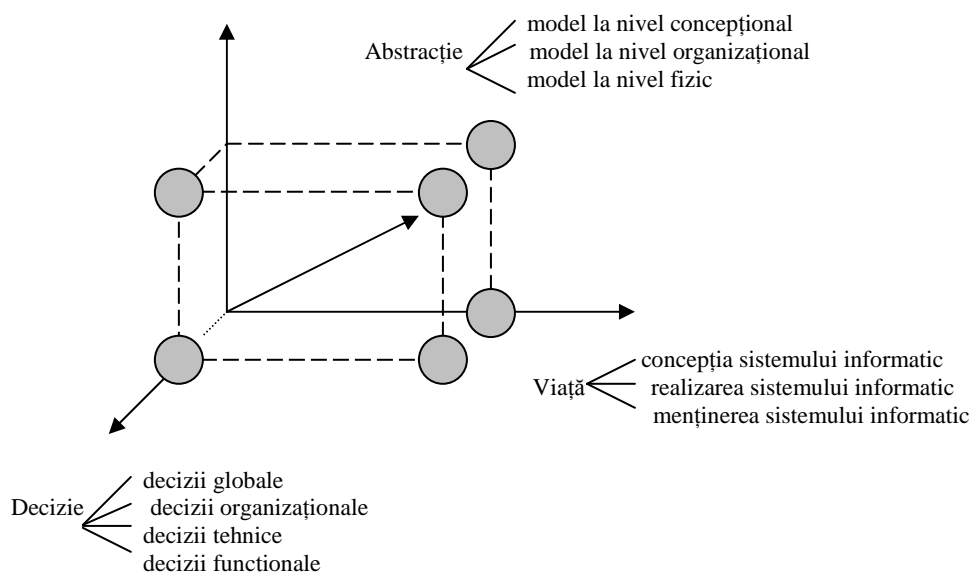 model la nivel concepțional
Abstracție
model la nivel organizațional
model la nivel fizic
concepția sistemului informatic
Viață
realizarea sistemului informatic
menținerea sistemului informatic
decizii globale
Decizie
decizii organizaționale
decizii tehnice
decizii functionale